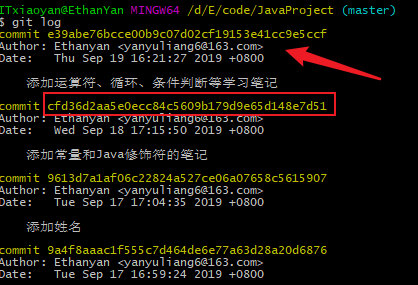 ITxiaoyan@EthanYan MINGW64 /d/E/code/JavaProject (master)
$ git log
commit e39abe76bcce00b9c07d02cf19153e41cc9e5ccf
Author: Ethanyan <yanyuliang6@163.com>
Date:   Thu Sep 19 16:21:27 2019 +0800
添加运算符、循环、条件判断等学习笔记
commit cfd36d2aa5e0ecc84c5609b179d9e65d148e7d51
Author: Ethanyan <yanyuliang6@163.com>
Date:   Wed Sep 18 17:15:50 2019 +0800
添加常量和Java修饰符的笔记
commit 9613d7a1af06c22824a527ce06a07658c5615907
Author: Ethanyan <yanyuliang6@163.com>
Date:   Tue Sep 17 17:04:35 2019 +0800
添加姓名
commit 9a4f8aaac1f555c7d464de6e77a63d28a20d6876
Author: Ethanyan <yanyuliang6@163.com>
Date:   Tue Sep 17 16:59:24 2019 +0800